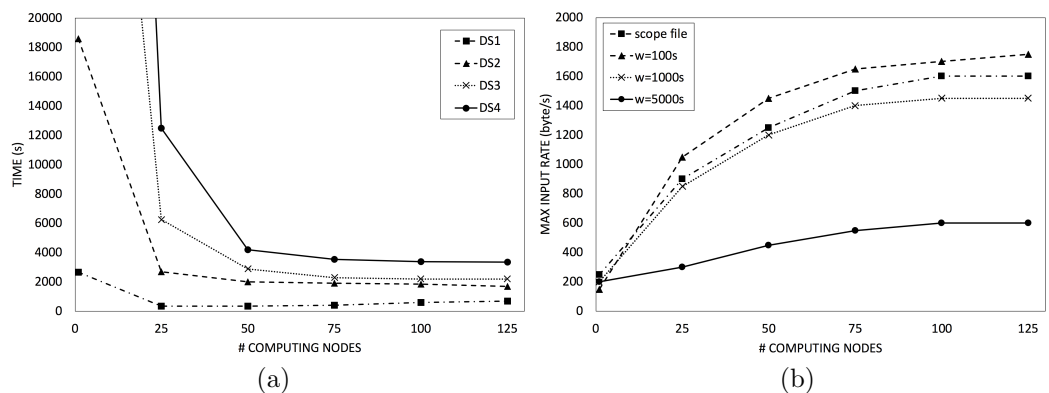 20000
18000
16000
14000
12000
10000
8000
6000
4000
2000
0
TIME (s)
DS1
DS2
DS3
DS4
0 25 50 75 100 125
# COMPUTING NODES
(a)
2000
1800
1600
1400
1200
1000
800
600
400
200
0
MAX INPUT RATE (byte/s)
scope file
w=100s
w=1000s
w=5000s
0 25 50 75 100 125
# COMPUTING NODES
(b)